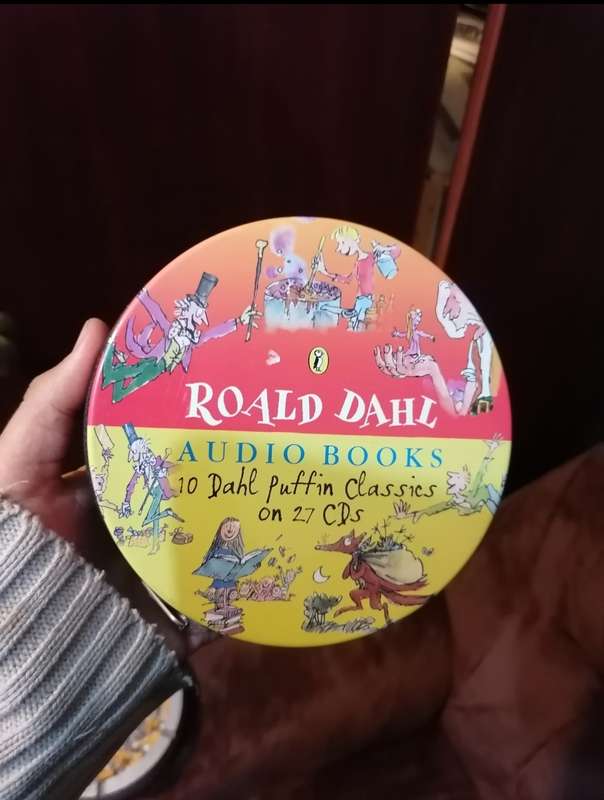 ROALD DAHL
AUDIO BOOKS
10 Dahl Puffin Classics
on 27 CDs